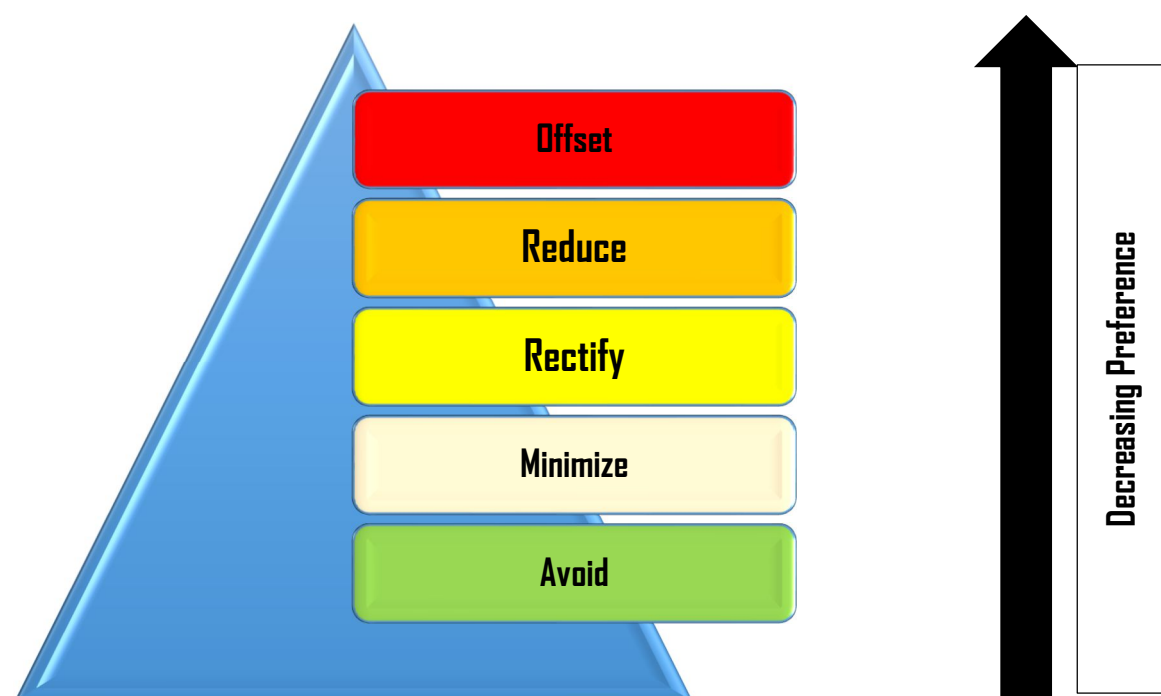 Offset
Reduce
Rectify
Minimize
Avoid
Decreasing Preference